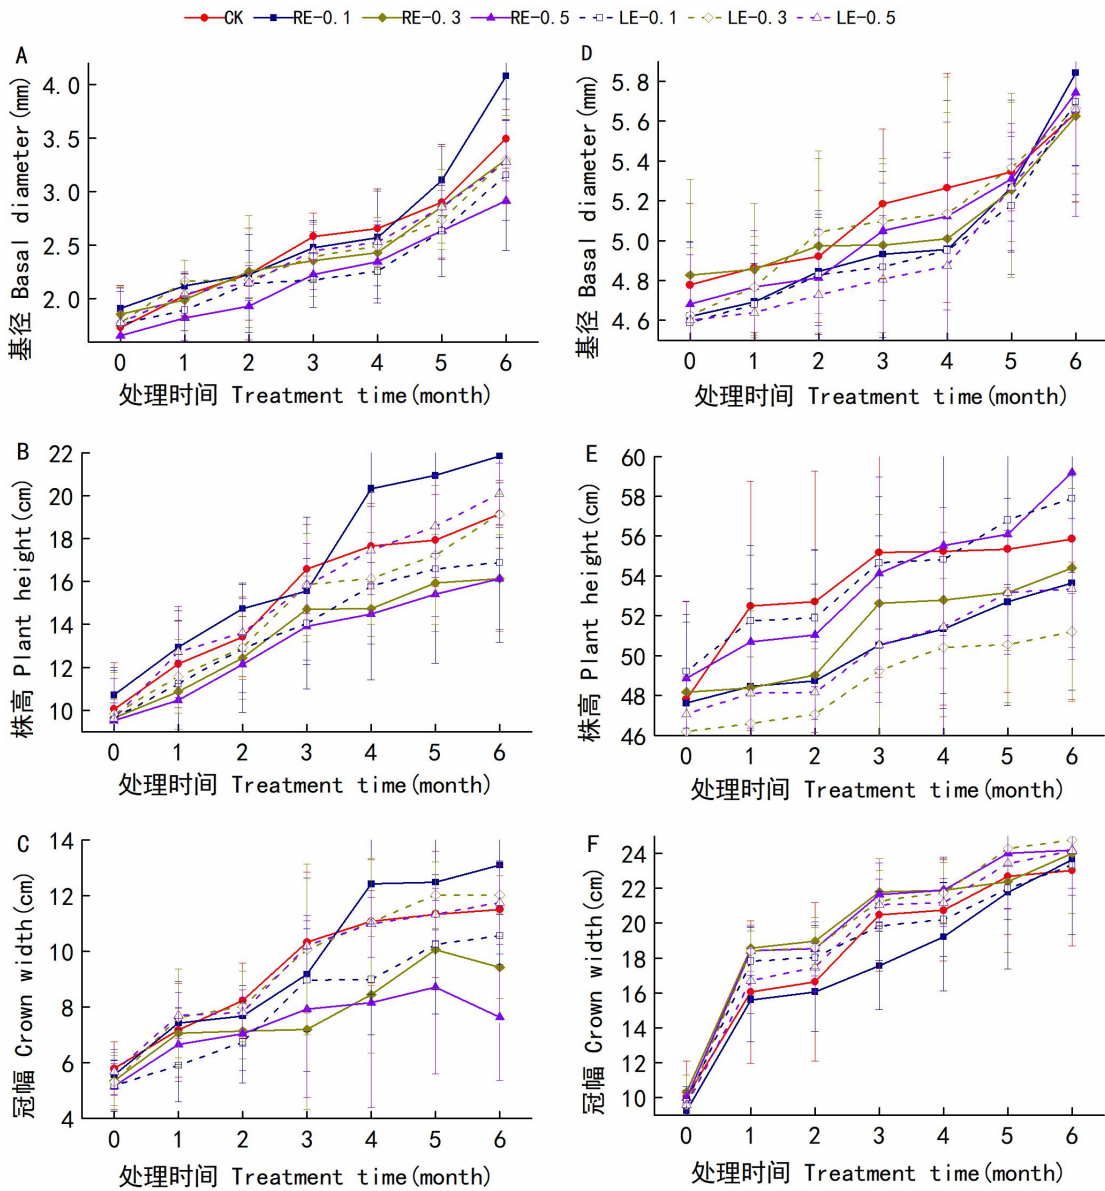 CK RE-0.1 RE-0.3 RE-0.5 LE-0.1 LE-0.3 LE-0.5
A
4.0
3.5
3.0
2.5
2.0
基径 Basal diameter(mm)
0 1 2 3 4 5 6
处理时间 Treatment time(month)
D
5.8
5.6
5.4
5.2
5.0
4.8
4.6
基径 Basal diameter(mm)
0 1 2 3 4 5 6
处理时间 Treatment time(month)
B
22
20
18
16
14
12
10
株高 Plant height(cm)
0 1 2 3 4 5 6
处理时间 Treatment time(month)
E
60
58
56
54
52
50
48
46
株高 Plant height(cm)
0 1 2 3 4 5 6
处理时间 Treatment time(month)
C
14
12
10
8
6
4
冠幅 Crown width(cm)
0 1 2 3 4 5 6
处理时间 Treatment time(month)
F
24
22
20
18
16
14
12
10
冠幅 Crown width(cm)
0 1 2 3 4 5 6
处理时间 Treatment time(month)